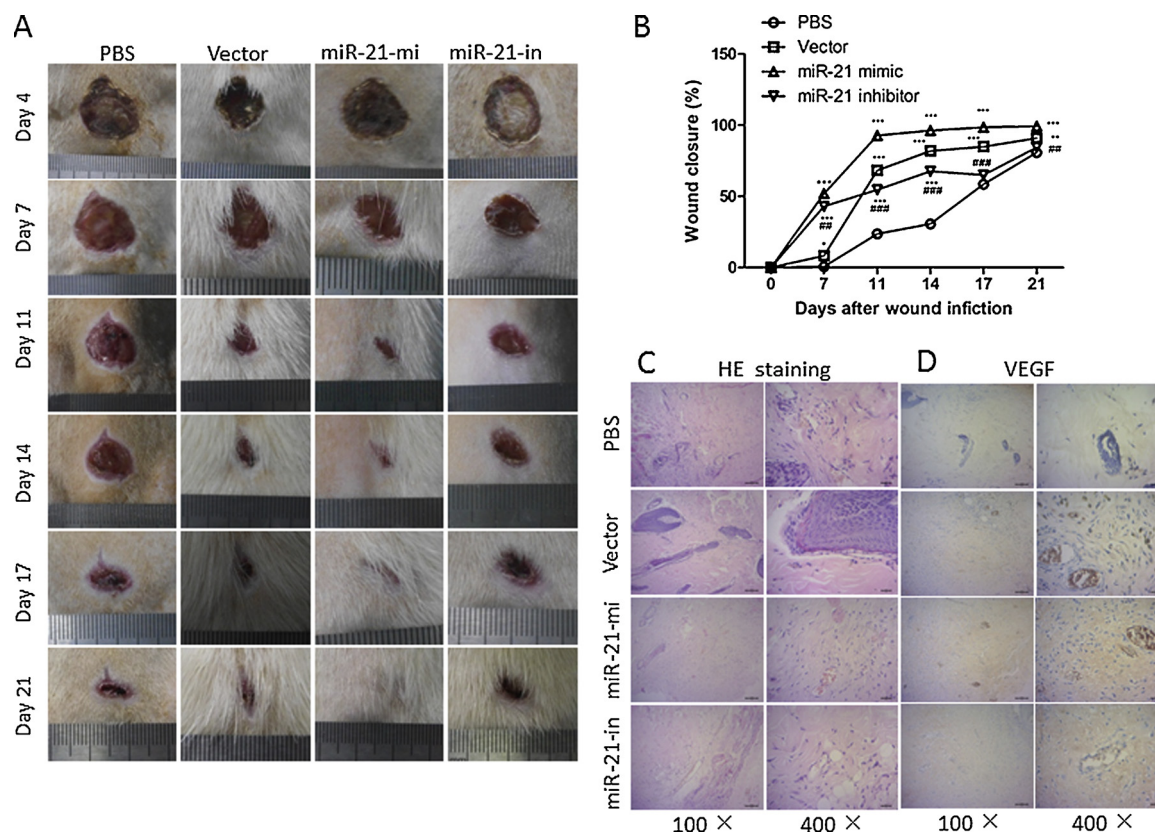 A
PBS Vector miR-21-mi miR-21-in
Day 4
Day 7
Day 11
Day 14
Day 17
Day 21
B
PBS
Vector
miR-21 mimic
miR-21 inhibitor
Wound closure (%)
150
100
50
0
0 7 11 14 17 21
Days after wound infiction
*** *** *** *** ***
*** *** *** **
* ### ##
*** *** ***
## ### ###
C HE staining D VEGF
PBS
Vector
miR-21-mi
miR-21-in
100 × 400 × 100 × 400 ×